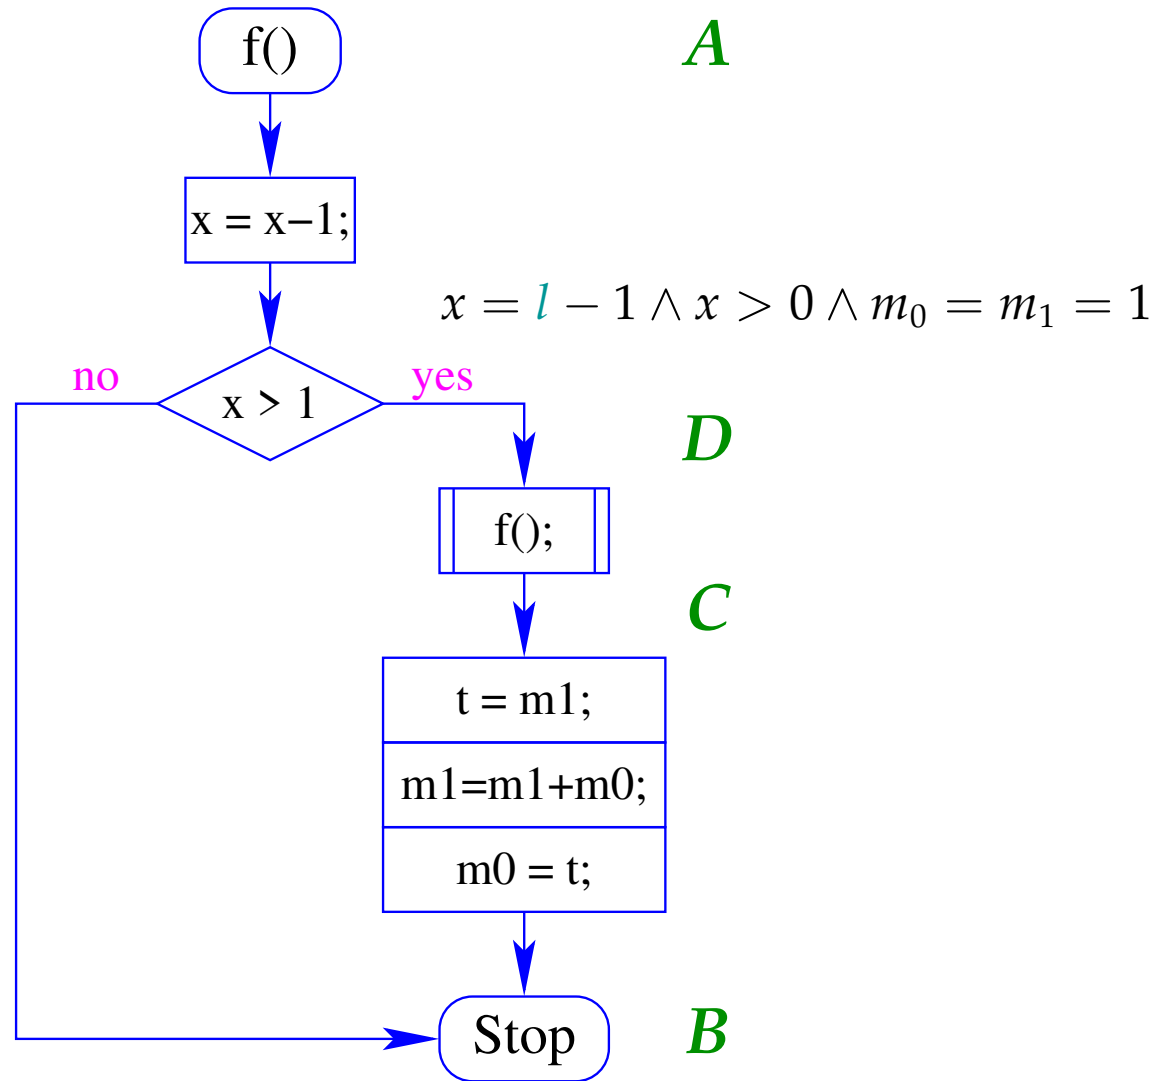 f()
A
x = x−1;
x = l − 1 ∧ x > 0 ∧ m₀ = m₁ = 1
no
yes
x > 1
D
f();
C
t = m1;
m1=m1+m0;
m0 = t;
Stop
B